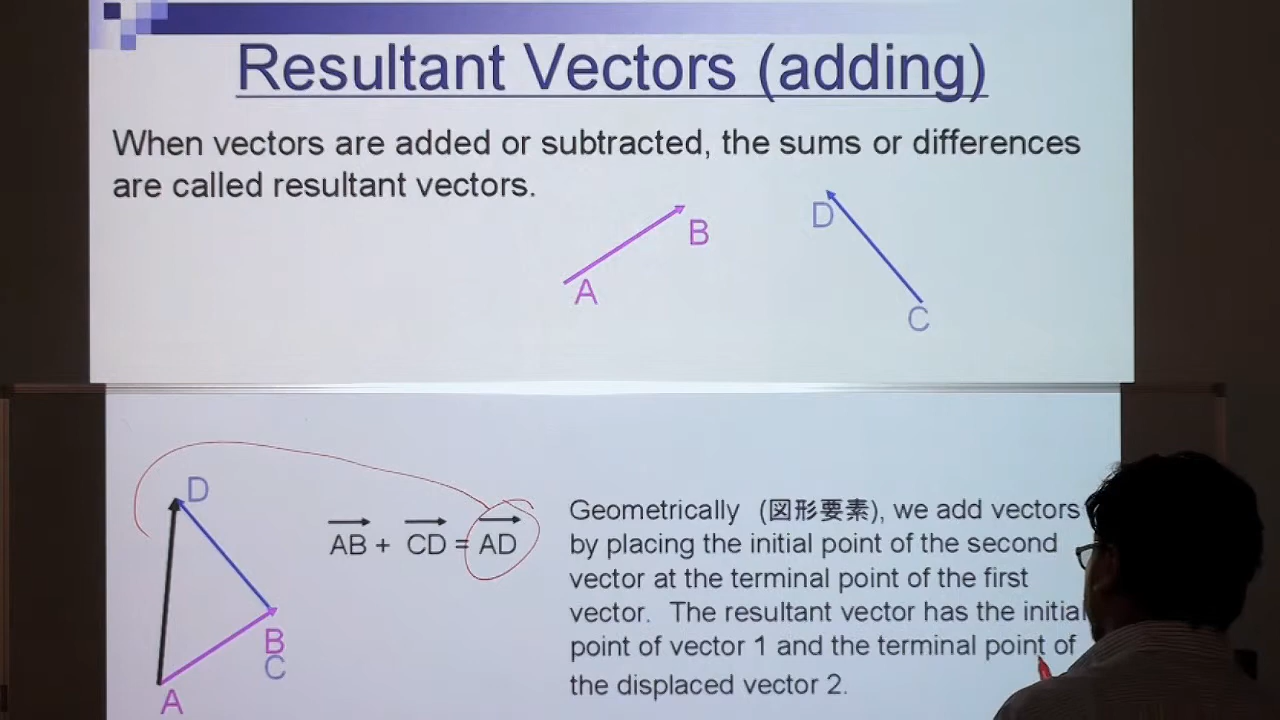 Resultant Vectors (adding)
When vectors are added or subtracted, the sums or differences
are called resultant vectors.
B
A
D
C
D
AB + CD = AD
B
C
A
Geometrically (図形要素), we add vectors
by placing the initial point of the second
vector at the terminal point of the first
vector. The resultant vector has the initial
point of vector 1 and the terminal point of
the displaced vector 2.